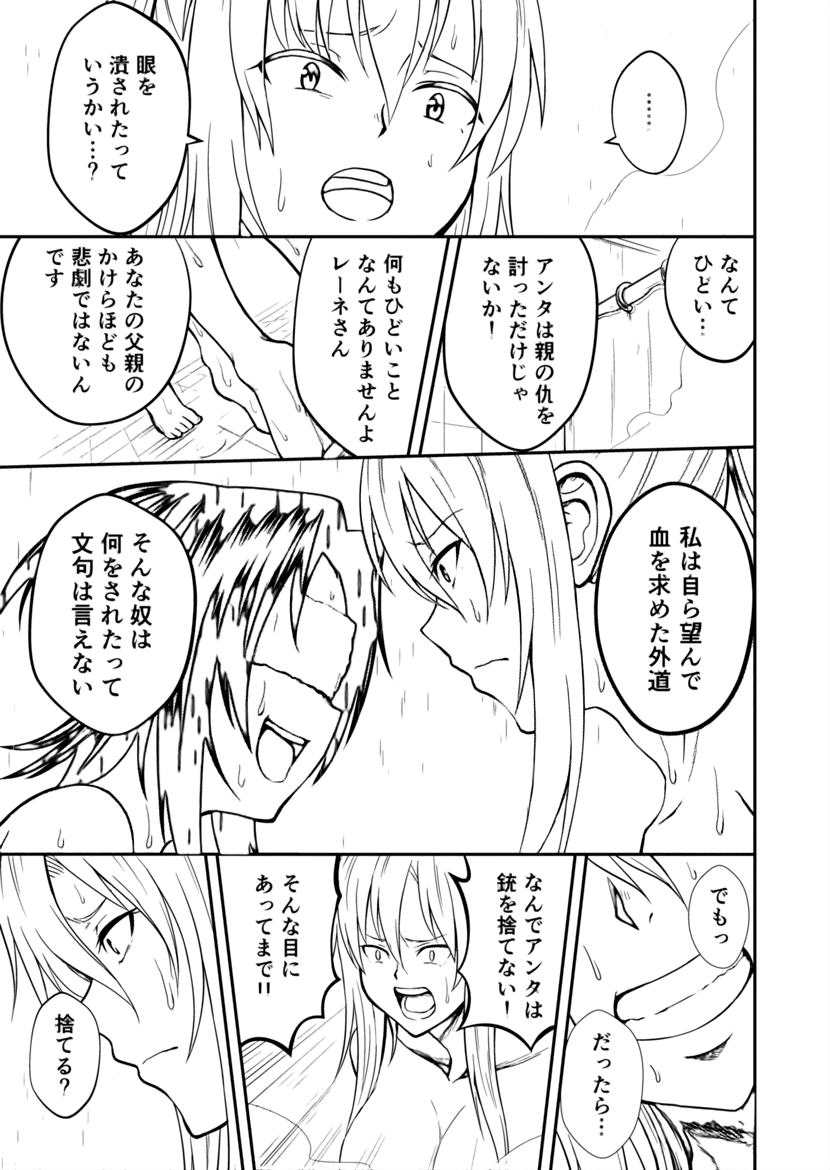 ……
眼を
潰されたって
いうかい…?
なんて
ひどい…
アンタは親の仇を
討っただけじゃ
ないか!
何もひどいこと
なんてありませんよ
レーネさん
あなたの父親の
かけらほども
悲劇ではないん
です
私は自ら望んで
血を求めた外道
そんな奴は
何をされたって
文句は言えない
でもっ
だったら…
なんでアンタは
銃を捨てない!
そんな目に
あってまで!!
捨てる?